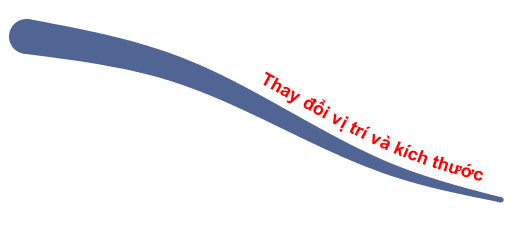 Thay đổi vị trí và kích thước